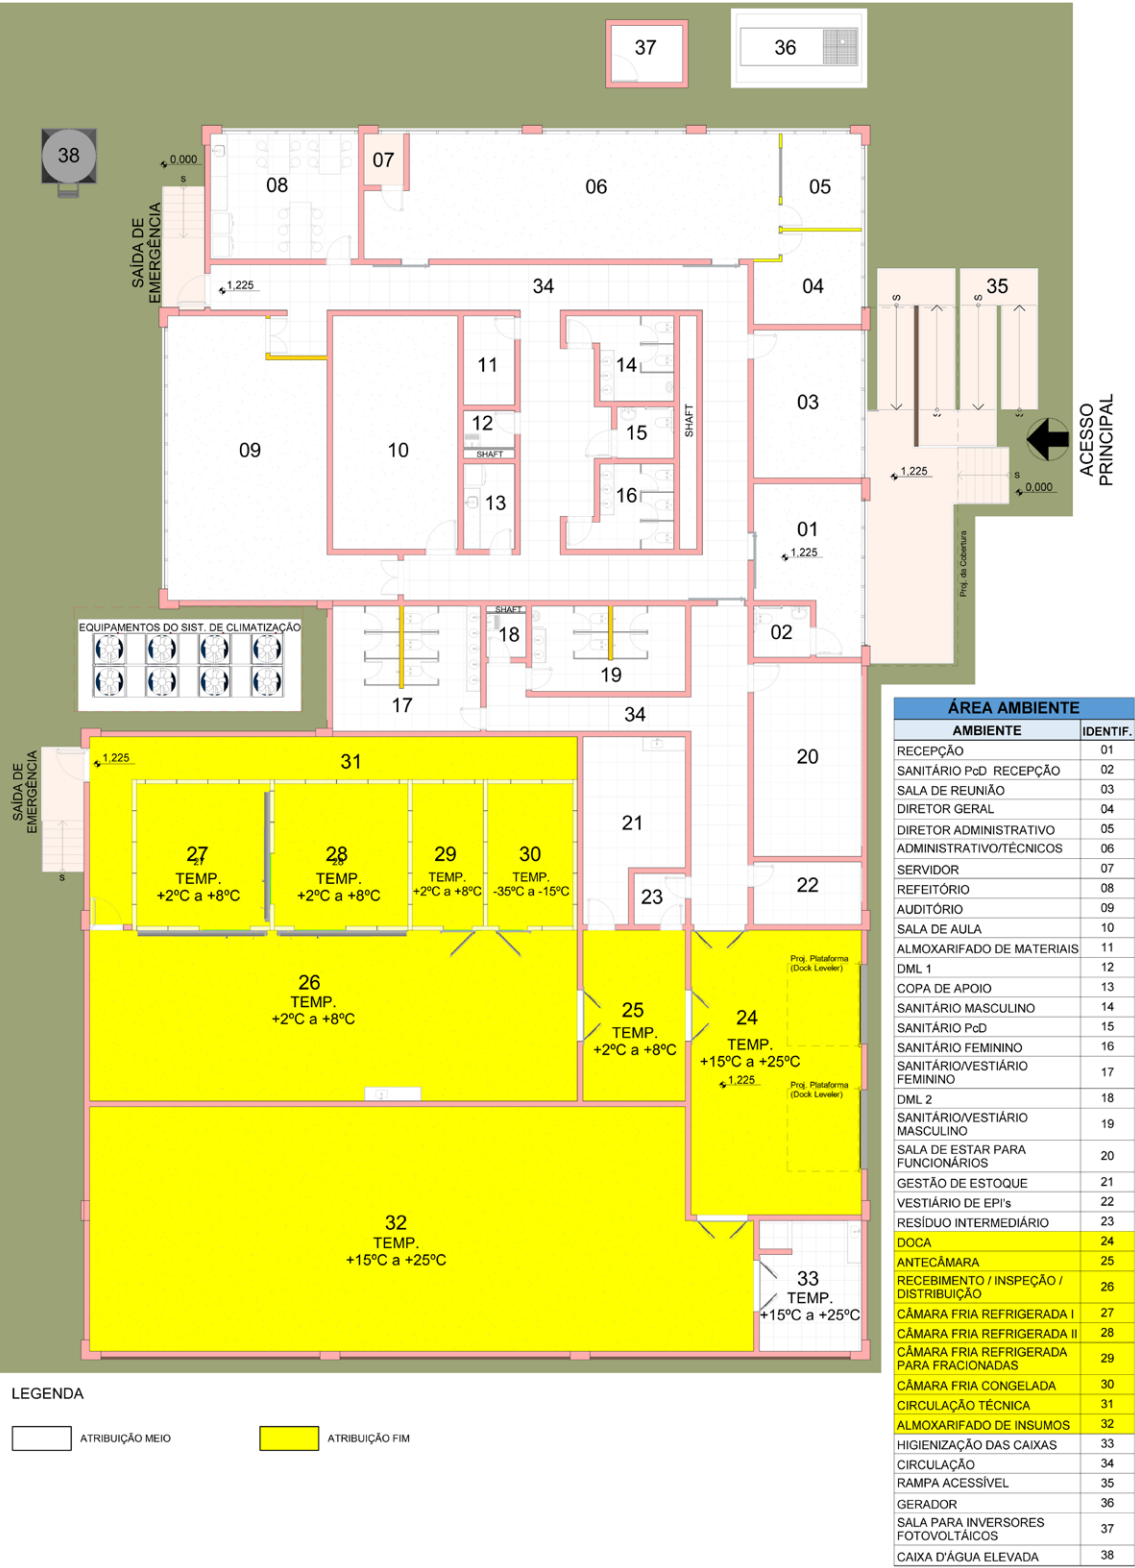 37
36
38
0,000
S
08
07
06
05
SAÍDA DE
EMERGÊNCIA
1,225
34
04
S
S
35
11
14
03
12
SHAFT
15
SHAFT
09
10
ACESSO
PRINCIPAL
13
16
1,225
S
0,000
01
1,225
Proj. da Cobertura
EQUIPAMENTOS DO SIST. DE CLIMATIZAÇÃO
SHAFT
18
02
19
17
34
SAÍDA DE
EMERGÊNCIA
1,225
S
31
20
21
27
27
TEMP.
+2ºC a +8ºC
28
28
TEMP.
+2ºC a +8ºC
29
TEMP.
+2ºC a +8ºC
30
TEMP.
-35ºC a -15ºC
23
22
26
TEMP.
+2ºC a +8ºC
25
TEMP.
+2ºC a +8ºC
24
TEMP.
+15ºC a +25ºC
1,225
Proj. Plataforma
(Dock Leveler)
Proj. Plataforma
(Dock Leveler)
32
TEMP.
+15ºC a +25ºC
33
TEMP.
+15ºC a +25ºC
LEGENDA
ATRIBUIÇÃO MEIO
ATRIBUIÇÃO FIM
ÁREA AMBIENTE
AMBIENTE IDENTIF.
RECEPÇÃO 01
SANITÁRIO PcD RECEPÇÃO 02
SALA DE REUNIÃO 03
DIRETOR GERAL 04
DIRETOR ADMINISTRATIVO 05
ADMINISTRATIVO/TÉCNICOS 06
SERVIDOR 07
REFEITÓRIO 08
AUDITÓRIO 09
SALA DE AULA 10
ALMOXARIFADO DE MATERIAIS 11
DML 1 12
COPA DE APOIO 13
SANITÁRIO MASCULINO 14
SANITÁRIO PcD 15
SANITÁRIO FEMININO 16
SANITÁRIO/VESTIÁRIO
FEMININO 17
DML 2 18
SANITÁRIO/VESTIÁRIO
MASCULINO 19
SALA DE ESTAR PARA
FUNCIONÁRIOS 20
GESTÃO DE ESTOQUE 21
VESTIÁRIO DE EPI's 22
RESÍDUO INTERMEDIÁRIO 23
DOCA 24
ANTECÂMARA 25
RECEBIMENTO / INSPEÇÃO /
DISTRIBUIÇÃO 26
CÂMARA FRIA REFRIGERADA I 27
CÂMARA FRIA REFRIGERADA II 28
CÂMARA FRIA REFRIGERADA
PARA FRACIONADAS 29
CÂMARA FRIA CONGELADA 30
CIRCULAÇÃO TÉCNICA 31
ALMOXARIFADO DE INSUMOS 32
HIGIENIZAÇÃO DAS CAIXAS 33
CIRCULAÇÃO 34
RAMPA ACESSÍVEL 35
GERADOR 36
SALA PARA INVERSORES
FOTOVOLTÁICOS 37
CAIXA D'ÁGUA ELEVADA 38